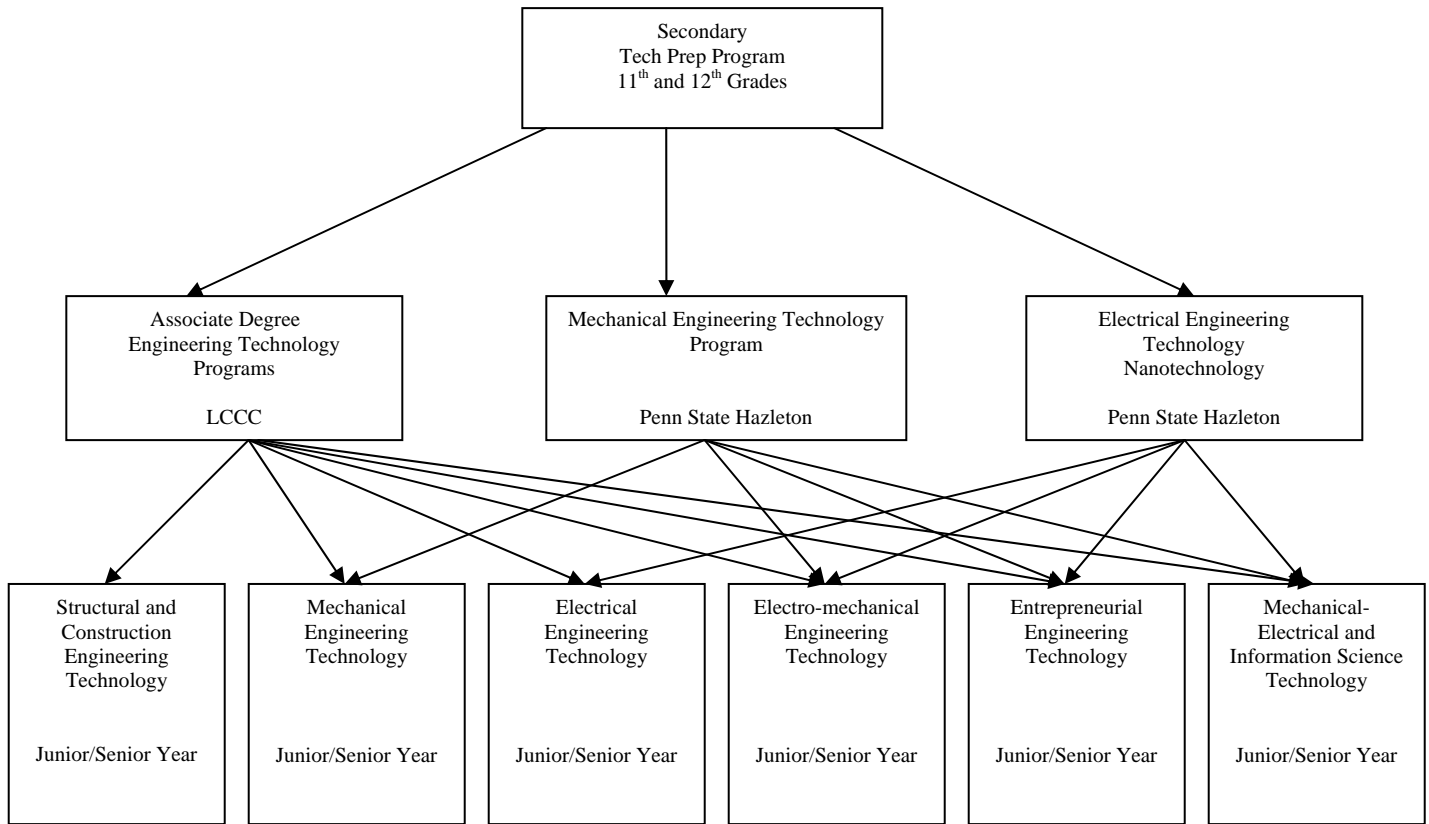 Secondary
Tech Prep Program
11th and 12th Grades
Associate Degree
Engineering Technology
Programs
LCCC
Mechanical Engineering Technology
Program
Penn State Hazleton
Electrical Engineering
Technology
Nanotechnology
Penn State Hazleton
Structural and
Construction
Engineering
Technology
Junior/Senior Year
Mechanical
Engineering
Technology
Junior/Senior Year
Electrical
Engineering
Technology
Junior/Senior Year
Electro-mechanical
Engineering
Technology
Junior/Senior Year
Entrepreneurial
Engineering
Technology
Junior/Senior Year
Mechanical-
Electrical and
Information Science
Technology
Junior/Senior Year